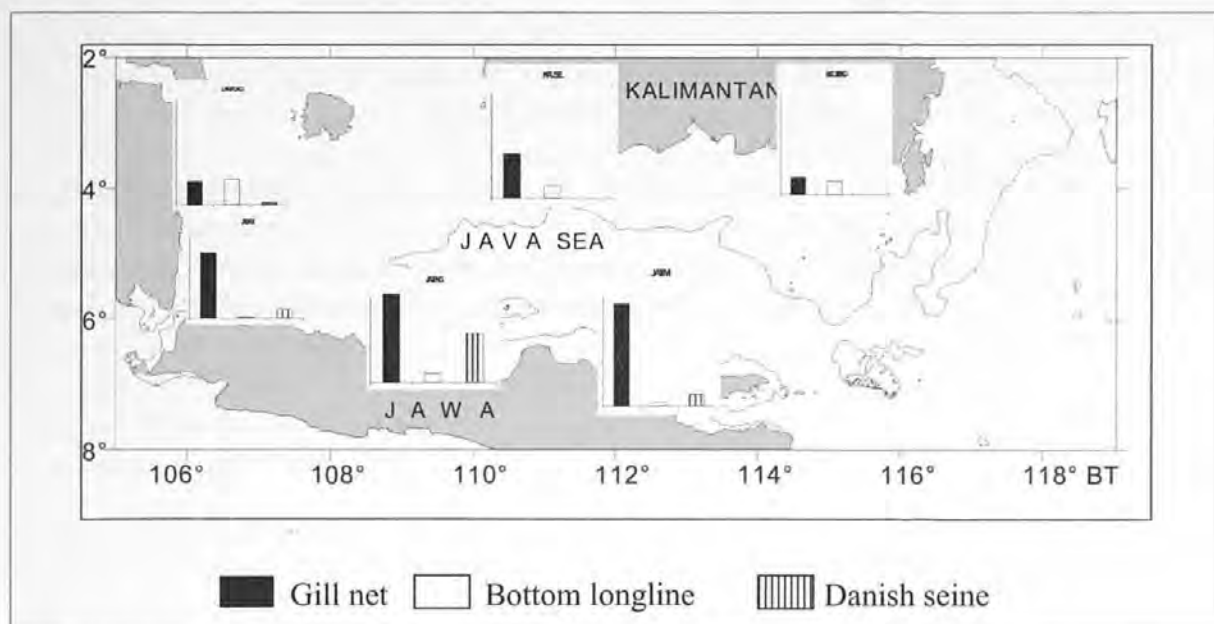 2°
KALIMANTAN
4°
JAVA SEA
6°
JAWA
8°
106° 108° 110° 112° 114° 116° 118° BT
Gill net Bottom longline Danish seine